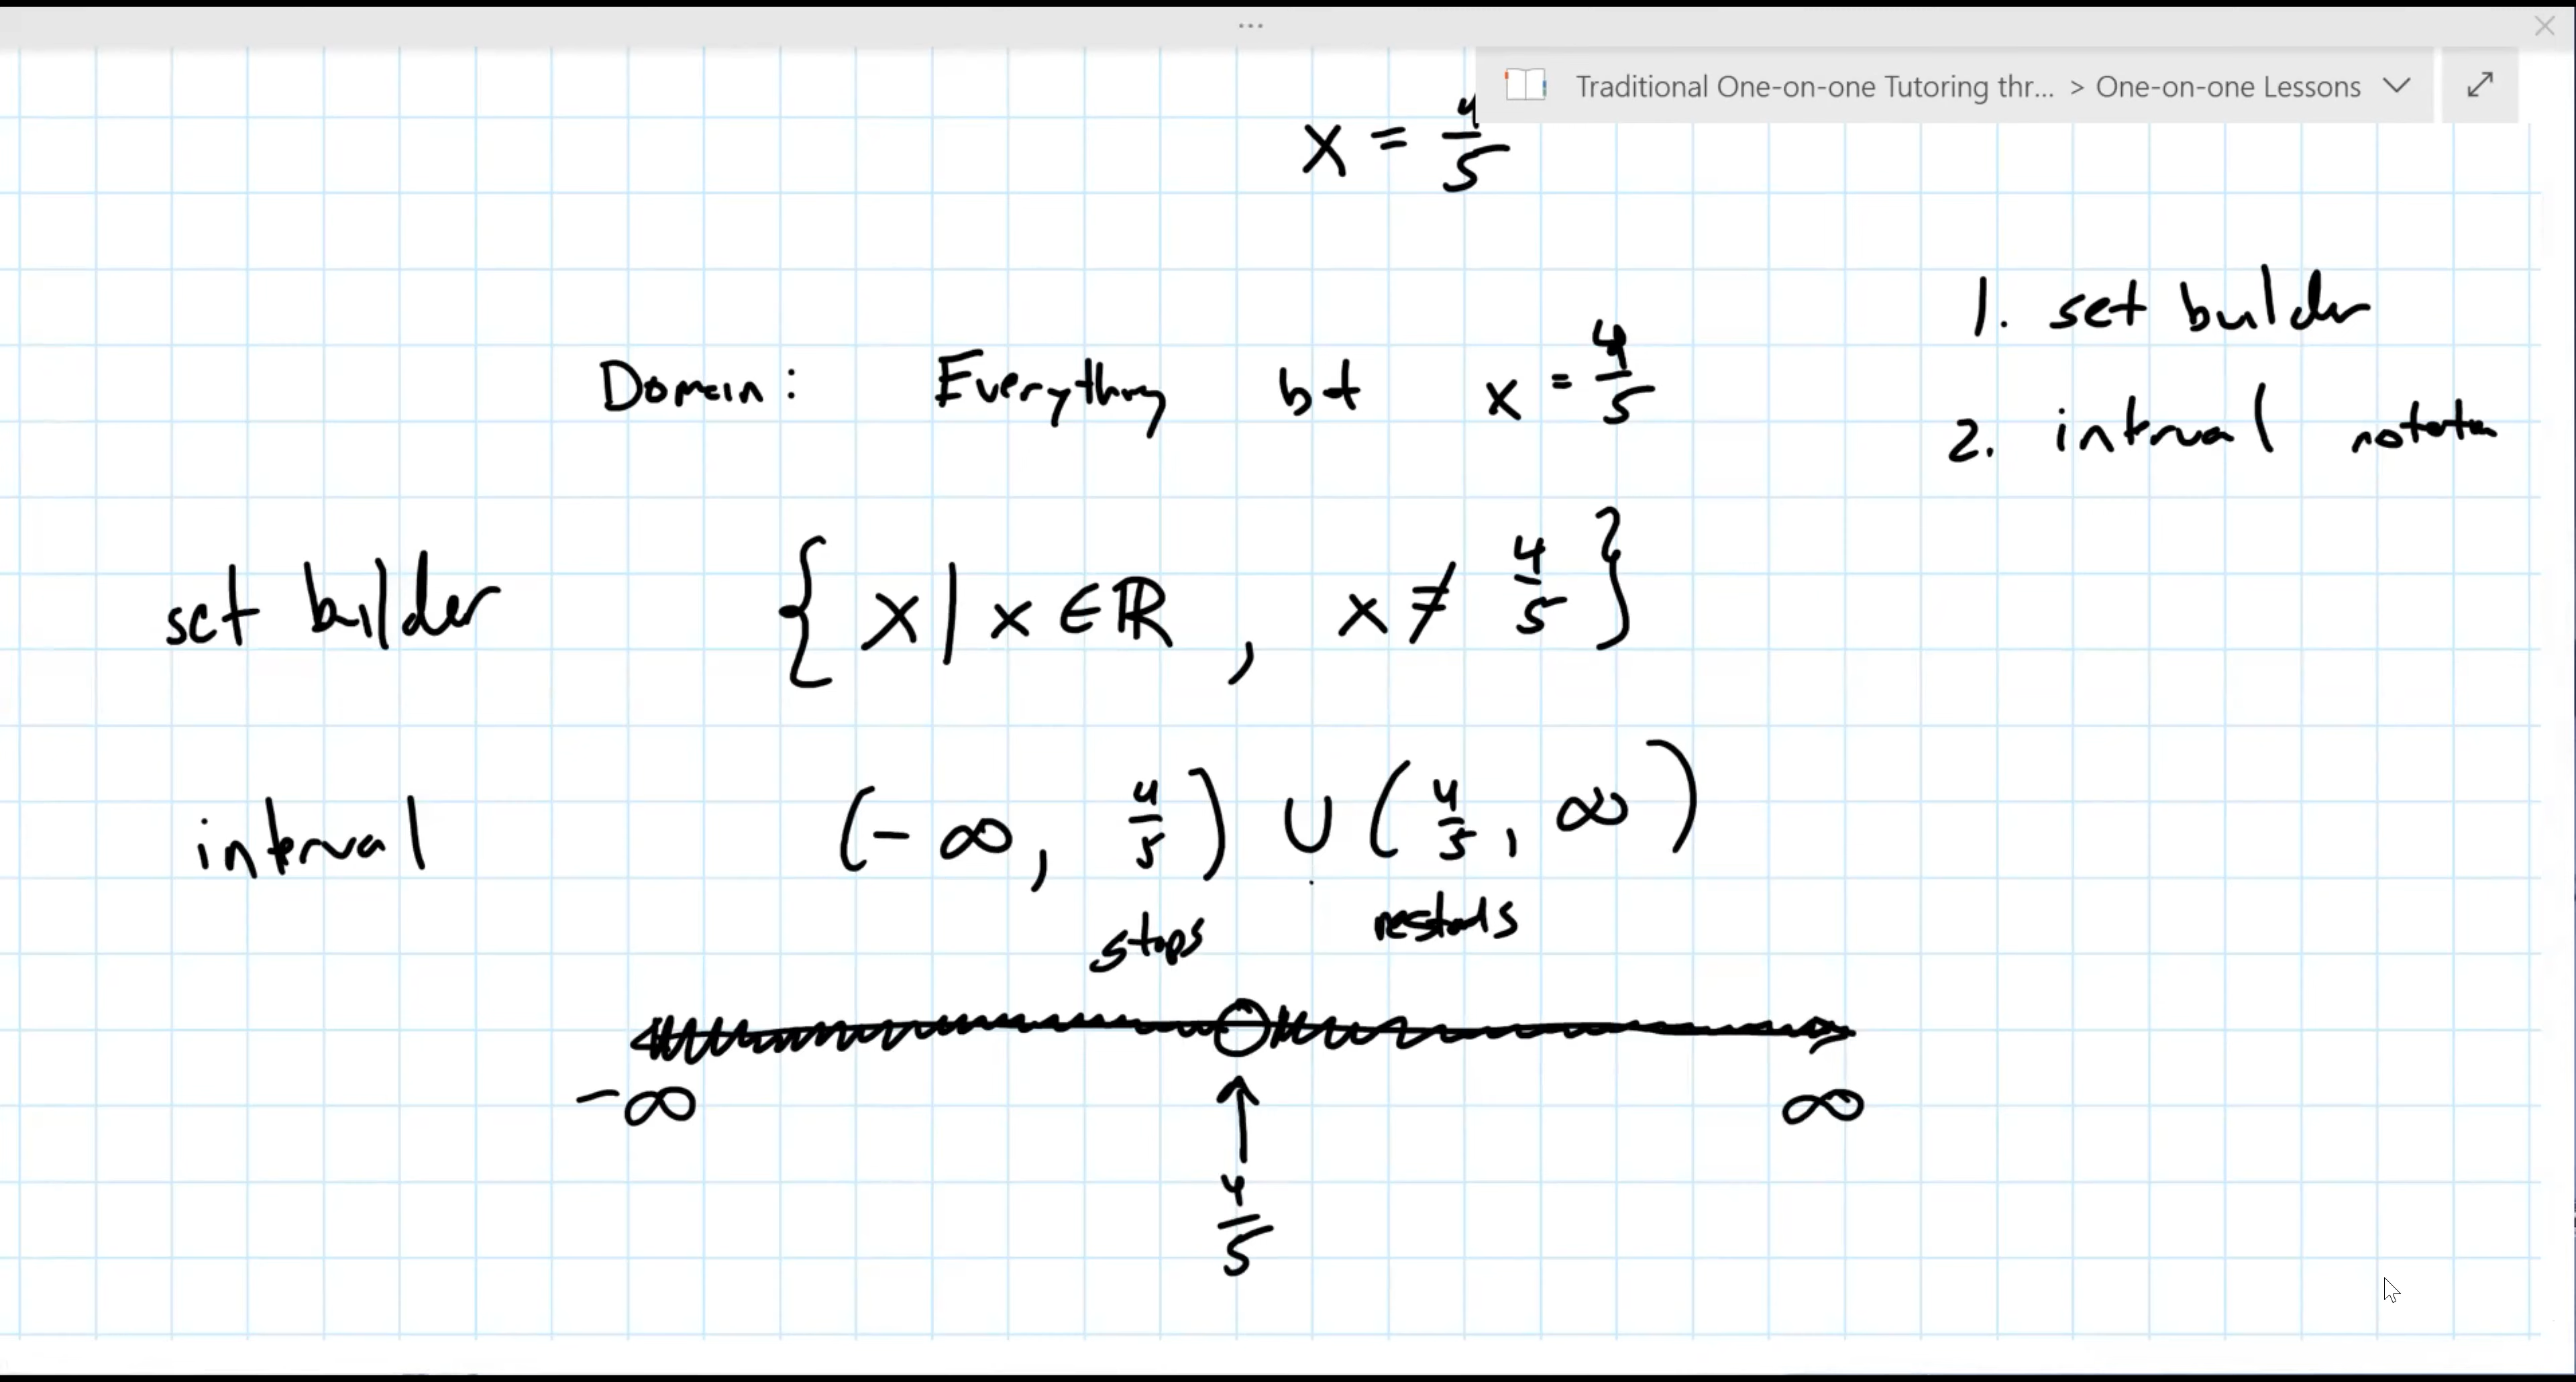 ...
Traditional One-on-one Tutoring thr... > One-on-one Lessons
x = 4/5
1. set builder
Domain: Everything but x = 4/5
2. interval notation
set builder { x | x ∈ ℝ , x ≠ 4/5 }
interval (-∞, 4/5) ∪ (4/5, ∞)
stops restarts
-∞ ∞
4/5